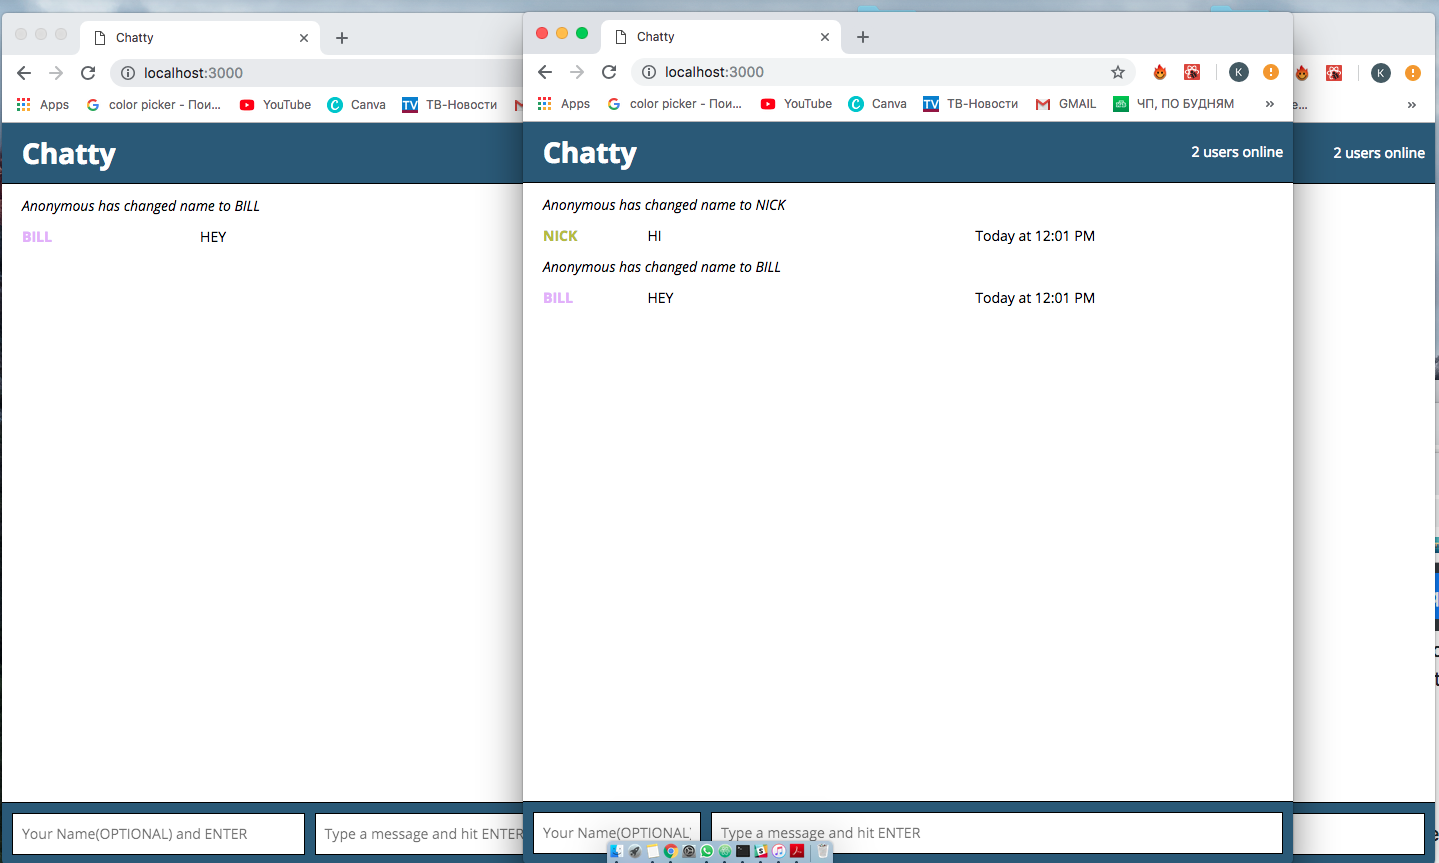 Chatty
localhost:3000
Apps
color picker - Пои...
YouTube
Canva
TV ТВ-Новости
Chatty
2 users online
Anonymous has changed name to BILL
BILL HEY
Your Name(OPTIONAL) and ENTER
Type a message and hit ENTER
Chatty
localhost:3000
K
K
Apps
color picker - Пои...
YouTube
Canva
TV ТВ-Новости
GMAIL
ЧП, ПО БУДНЯМ
»
e...
»
Chatty
2 users online
Anonymous has changed name to NICK
NICK HI Today at 12:01 PM
Anonymous has changed name to BILL
BILL HEY Today at 12:01 PM
Your Name(OPTIONAL)
Type a message and hit ENTER